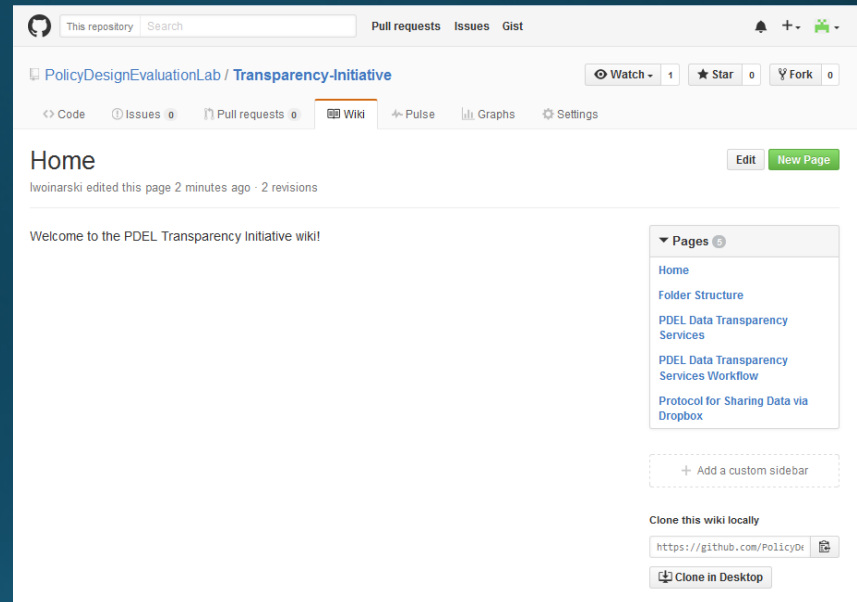 This repository Search Pull requests Issues Gist
PolicyDesignEvaluationLab / Transparency-Initiative Watch 1 Star 0 Fork 0
Code Issues 0 Pull requests 0 Wiki Pulse Graphs Settings
Home Edit New Page
lwoinarski edited this page 2 minutes ago · 2 revisions
Welcome to the PDEL Transparency Initiative wiki!
Pages 5
Home
Folder Structure
PDEL Data Transparency
Services
PDEL Data Transparency
Services Workflow
Protocol for Sharing Data via
Dropbox
+ Add a custom sidebar
Clone this wiki locally
https://github.com/PolicyDe
Clone in Desktop